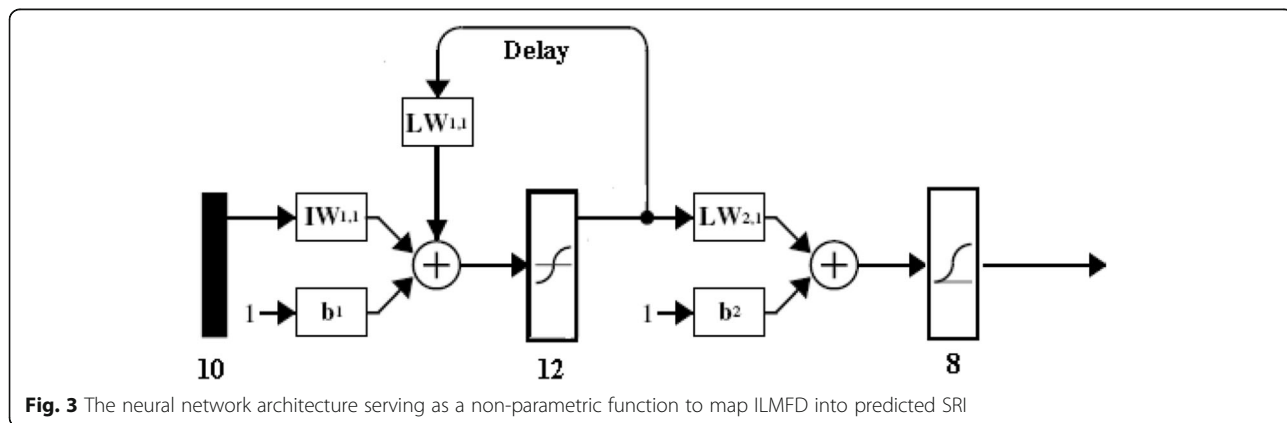 Delay
LW1,1
IW1,1
LW2,1
1
b1
1
b2
10
12
8
Fig. 3 The neural network architecture serving as a non-parametric function to map ILMFD into predicted SRI